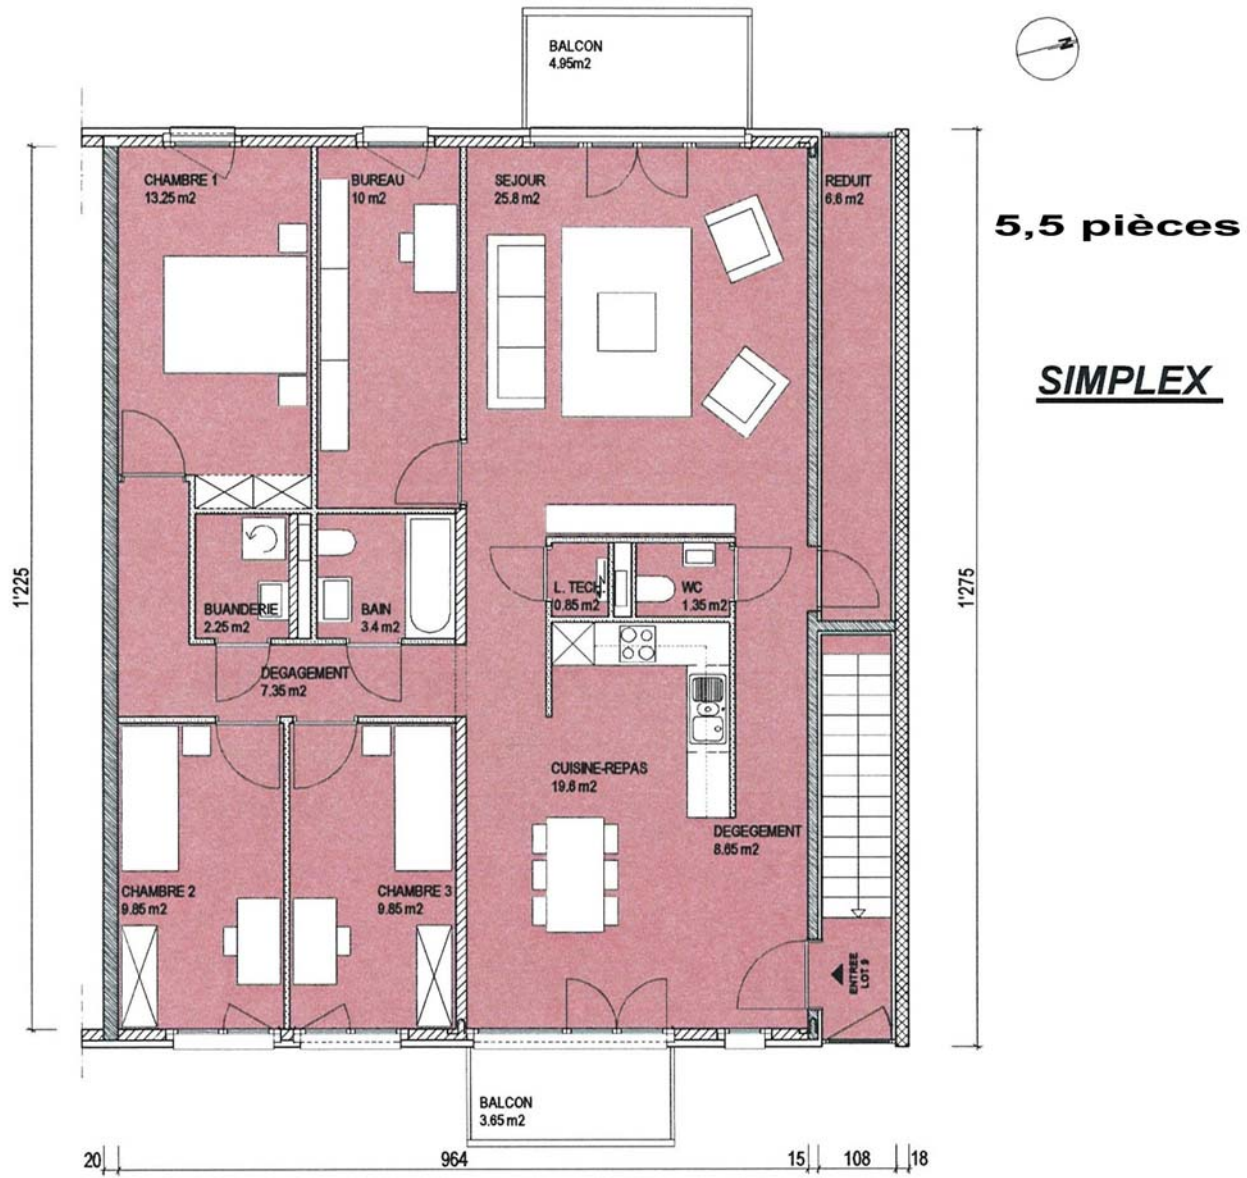 BALCON
4.95m2
N
CHAMBRE 1
13.25 m2
BUREAU
10 m2
SEJOUR
25.8 m2
REDUIT
6.6 m2
5,5 pièces
SIMPLEX
1'225
1'275
BUANDERIE
2.25 m2
BAIN
3.4 m2
L. TECH.
0.85 m2
WC
1.35 m2
DEGAGEMENT
7.35 m2
CUISINE-REPAS
19.6 m2
DEGEGEMENT
8.65 m2
CHAMBRE 2
9.85 m2
CHAMBRE 3
9.85 m2
ENTREE
LOT 9
BALCON
3.65 m2
20 964 15 108 18